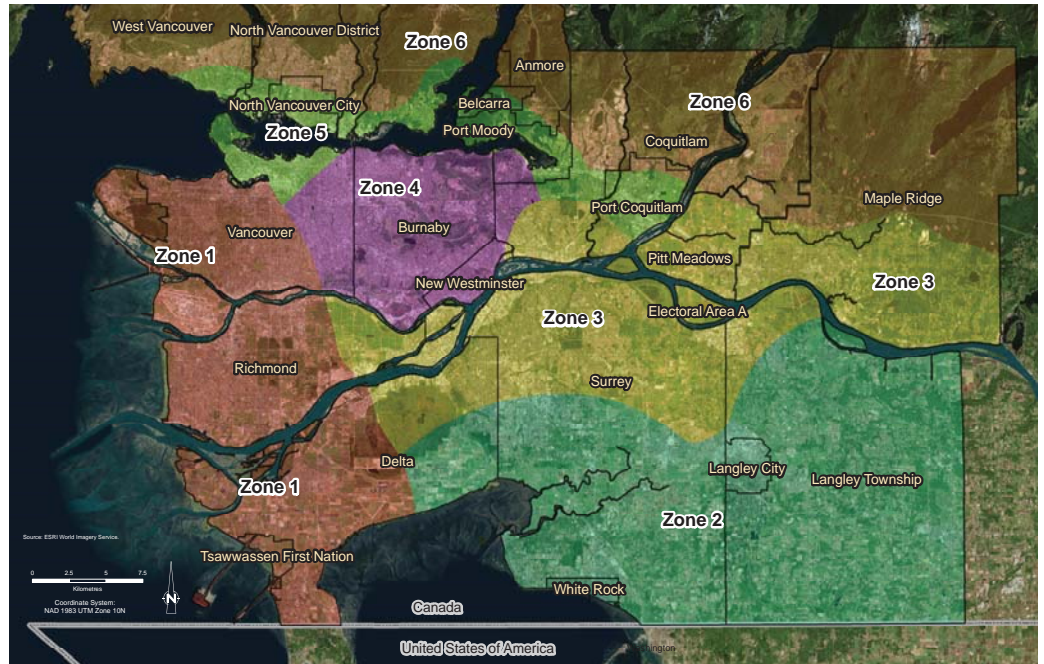 West Vancouver
North Vancouver District
Zone 6
Anmore
North Vancouver City
Belcarra
Zone 6
Zone 5
Port Moody
Coquitlam
Zone 4
Maple Ridge
Port Coquitlam
Vancouver
Burnaby
Zone 1
Pitt Meadows
New Westminster
Zone 3
Electoral Area A
Zone 3
Richmond
Surrey
Delta
Langley City
Langley Township
Zone 1
Zone 2
Source: ESRI World Imagery Service.
Tsawwassen First Nation
0 2.5 5 7.5
Kilometres
N
White Rock
Coordinate System:
NAD 1983 UTM Zone 10N
Canada
United States of America